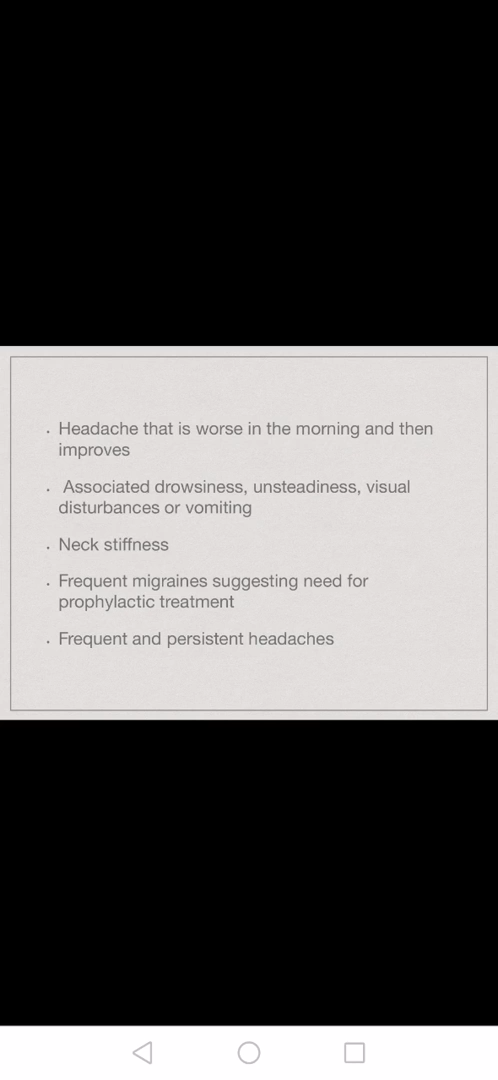 . Headache that is worse in the morning and then
improves
. Associated drowsiness, unsteadiness, visual
disturbances or vomiting
. Neck stiffness
. Frequent migraines suggesting need for
prophylactic treatment
. Frequent and persistent headaches